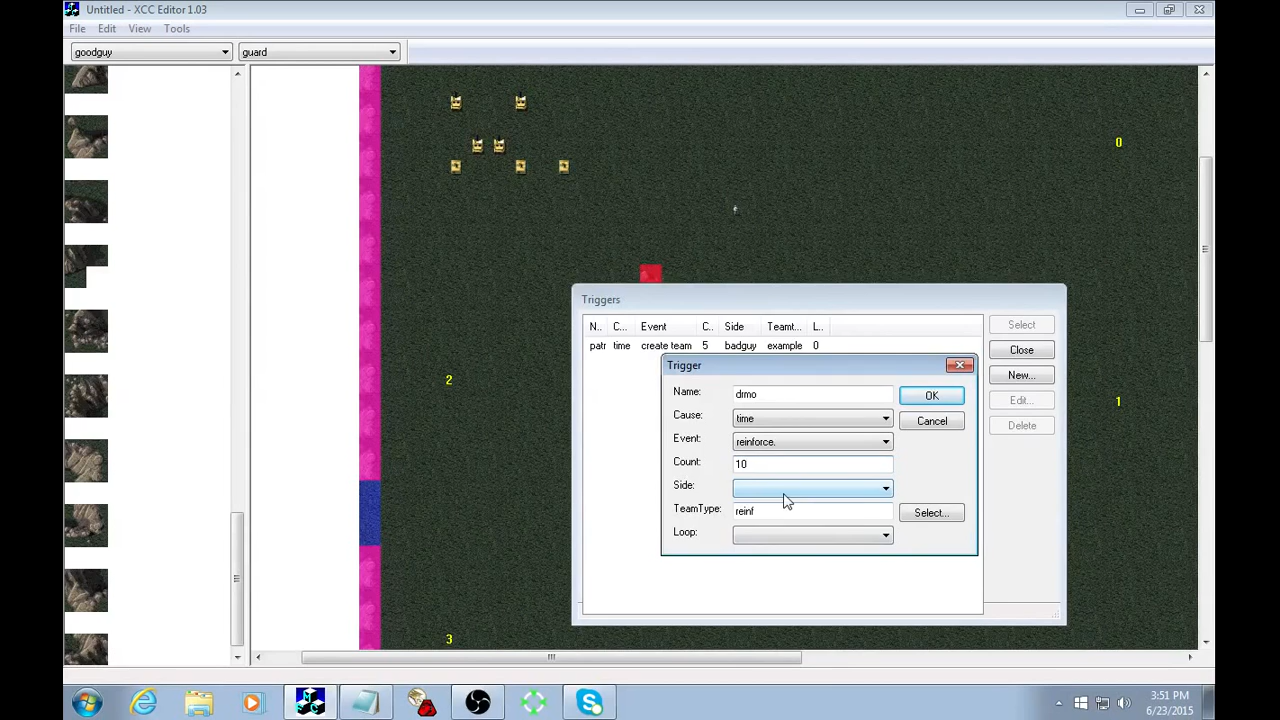 Untitled - XCC Editor 1.03
File Edit View Tools
goodguy guard
0
2
1
3
Triggers
N.. C... Event C.. Side Teamt... L..
patr time create team 5 badguy example 0
Select
Close
New...
Edit...
Delete
Trigger
Name: drmo OK
Cause: time Cancel
Event: reinforce.
Count: 10
Side:
TeamType: reinf Select...
Loop:
3:51 PM
6/23/2015